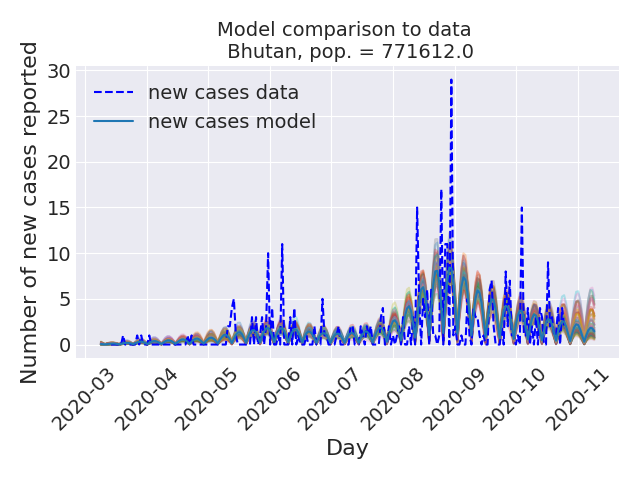 Model comparison to data
Bhutan, pop. = 771612.0
Number of new cases reported
30
25
20
15
10
5
0
new cases data
new cases model
2020-03
2020-04
2020-05
2020-06
2020-07
2020-08
2020-09
2020-10
2020-11
Day